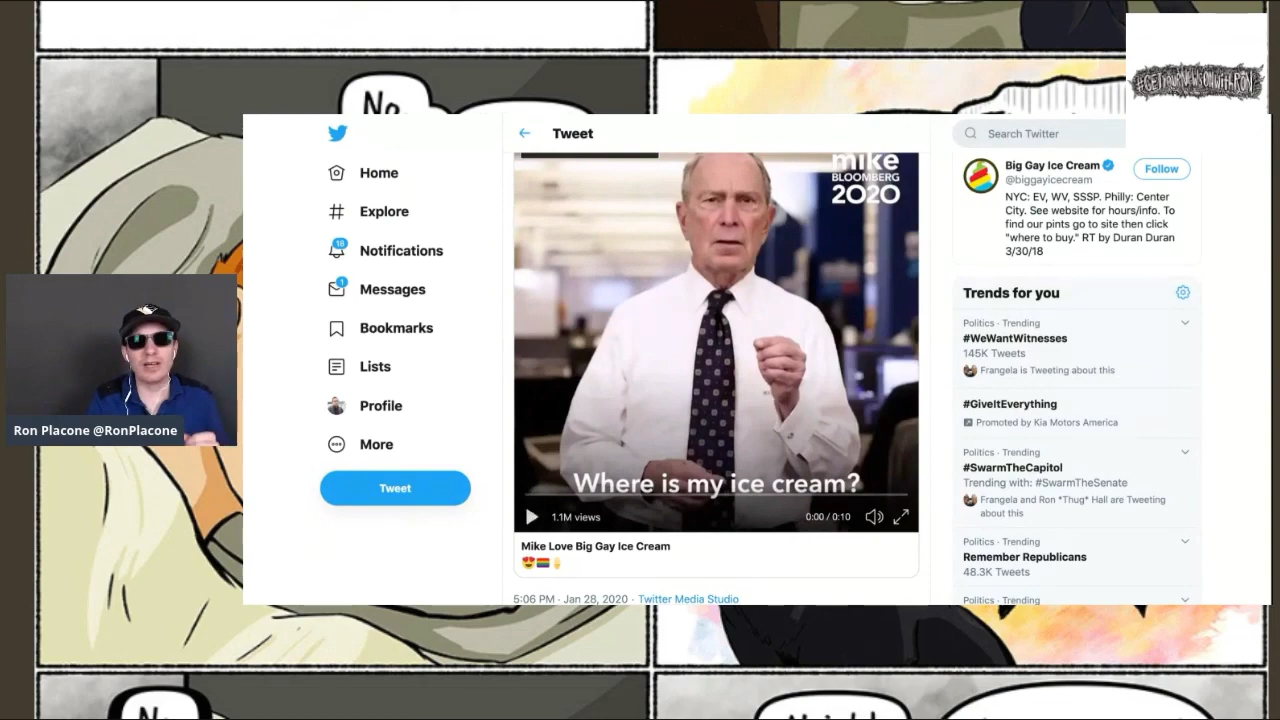 #GETYOURNEWSONWITHRON
No
Tweet
Search Twitter
Home
Explore
18
Notifications
1
Messages
Bookmarks
Lists
Profile
More
Tweet
mike
BLOOMBERG
2020
Where is my ice cream?
1.1M views
0:00 / 0:10
Mike Love Big Gay Ice Cream
😍🏳️‍🌈🍦
5:06 PM · Jan 28, 2020 · Twitter Media Studio
Big Gay Ice Cream
@biggayicecream
Follow
NYC: EV, WV, SSSP. Philly: Center
City. See website for hours/info. To
find our pints go to site then click
"where to buy." RT by Duran Duran
3/30/18
Trends for you
Politics · Trending
#WeWantWitnesses
145K Tweets
Frangela is Tweeting about this
#GiveItEverything
Promoted by Kia Motors America
Politics · Trending
#SwarmTheCapitol
Trending with: #SwarmTheSenate
Frangela and Ron *Thug* Hall are Tweeting
about this
Politics · Trending
Remember Republicans
48.3K Tweets
Politics · Trending
Ron Placone @RonPlacone